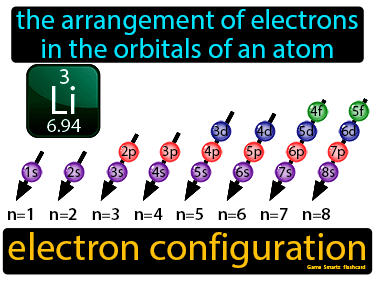 the arrangement of electrons
in the orbitals of an atom
3
Li
6.94
4f 5f
3d 4d 5d 6d
2p 3p 4p 5p 6p 7p
1s 2s 3s 4s 5s 6s 7s 8s
n=1 n=2 n=3 n=4 n=5 n=6 n=7 n=8
electron configuration
Game Smartz flashcard